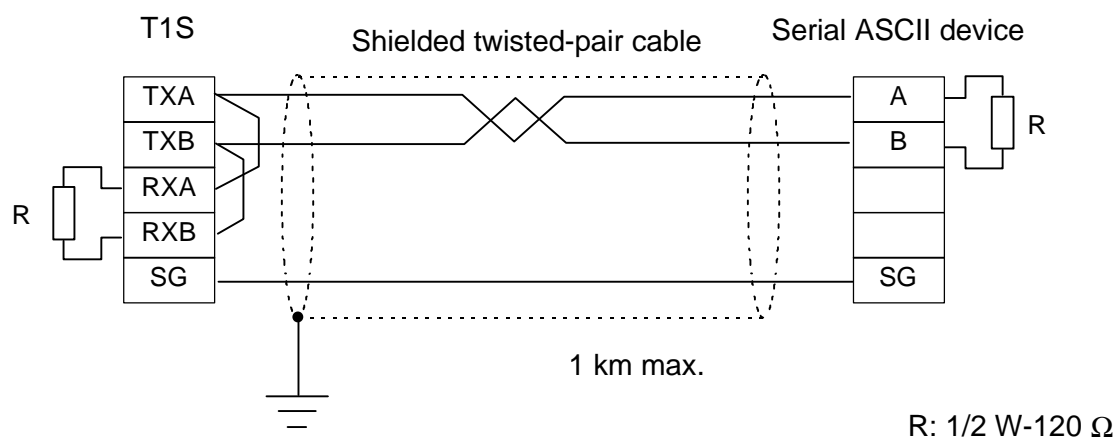 T1S
Shielded twisted-pair cable
Serial ASCII device
TXA
TXB
RXA
RXB
SG
R
A
B
SG
R
1 km max.
R: 1/2 W-120 Ω